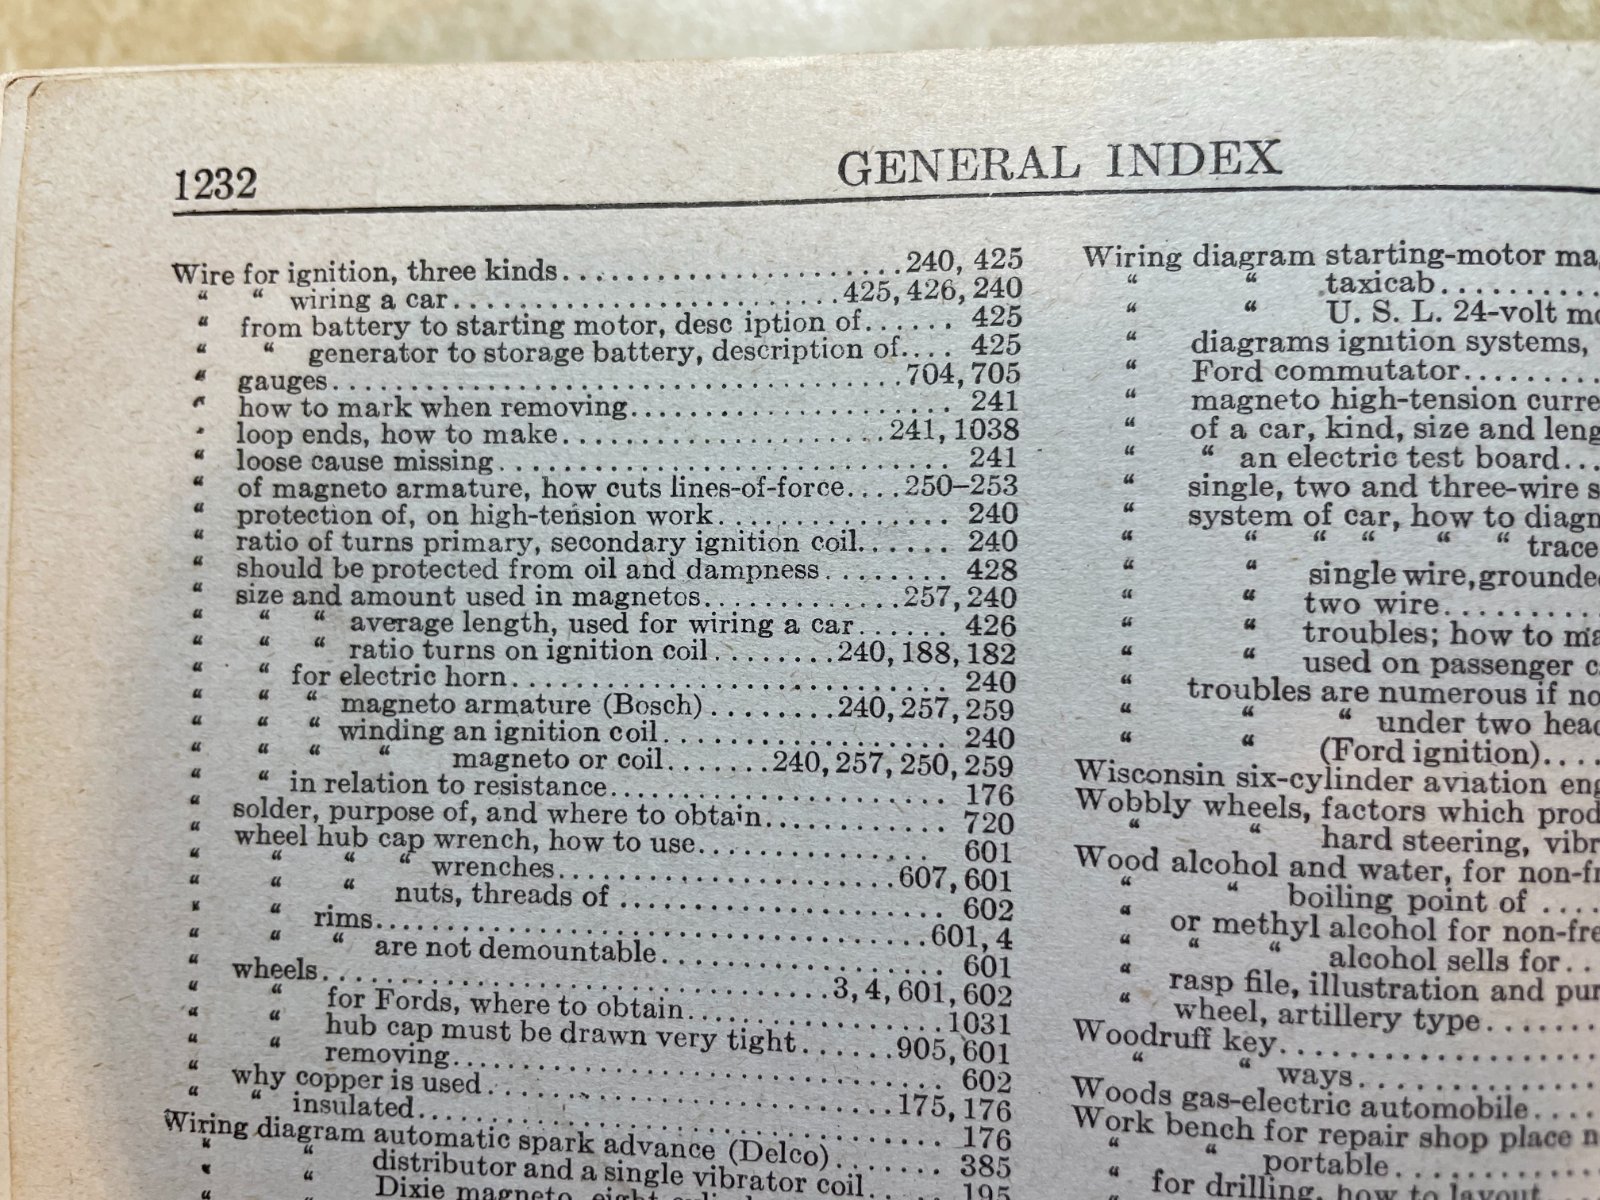 1232
GENERAL INDEX
Wire for ignition, three kinds.....................240, 425
“ “ wiring a car.............................425, 426, 240
“ from battery to starting motor, desc iption of...... 425
“ “ generator to storage battery, description of.... 425
“ gauges....................................704, 705
“ how to mark when removing.................... 241
“ loop ends, how to make....................241, 1038
“ loose cause missing............................ 241
“ of magneto armature, how cuts lines-of-force....250–253
“ protection of, on high-tension work............... 240
“ ratio of turns primary, secondary ignition coil...... 240
“ should be protected from oil and dampness........ 428
“ size and amount used in magnetos.............257, 240
“ “ “ average length, used for wiring a car...... 426
“ “ “ ratio turns on ignition coil........240, 188, 182
“ “ for electric horn............................ 240
“ “ “ magneto armature (Bosch)........240, 257, 259
“ “ “ winding an ignition coil.................. 240
“ “ “ “ magneto or coil.......240, 257, 250, 259
“ “ in relation to resistance..................... 176
“ solder, purpose of, and where to obtain............ 720
“ wheel hub cap wrench, how to use............... 601
“ “ “ “ wrenches.....................607, 601
“ “ “ nuts, threads of ..................... 602
“ “ rims...................................601, 4
“ “ “ are not demountable.................. 601
“ wheels................................3, 4, 601, 602
“ “ for Fords, where to obtain.................1031
“ “ hub cap must be drawn very tight......905, 601
“ “ removing............................... 602
“ why copper is used..........................175, 176
“ “ insulated................................. 176
Wiring diagram automatic spark advance (Delco)....... 385
“ “ distributor and a single vibrator coil.. 195
“ “ Dixie magneto, eight
Wiring diagram starting-motor
“ “ taxicab..........
“ “ U. S. L. 24-volt
“ diagrams ignition systems,
“ Ford commutator.........
“ magneto high-tension
“ of a car, kind, size and
“ “ an electric test board...
“ single, two and three-wire
“ system of car, how to
“ “ “ “ “ “ trace
“ “ single wire,
“ “ two wire..........
“ “ troubles; how to
“ “ used on passenger
“ troubles are numerous if
“ “ “ under two
“ “ (Ford ignition)....
Wisconsin six-cylinder aviation
Wobbly wheels, factors which
“ “ hard steering,
Wood alcohol and water, for
“ “ boiling point of ....
“ or methyl alcohol for
“ “ “ alcohol sells for..
“ rasp file, illustration and
“ wheel, artillery type.......
Woodruff key......................
“ “ ways.................
Woods gas-electric automobile....
Work bench for repair shop place
“ “ portable..............
“ for drilling, how to layout